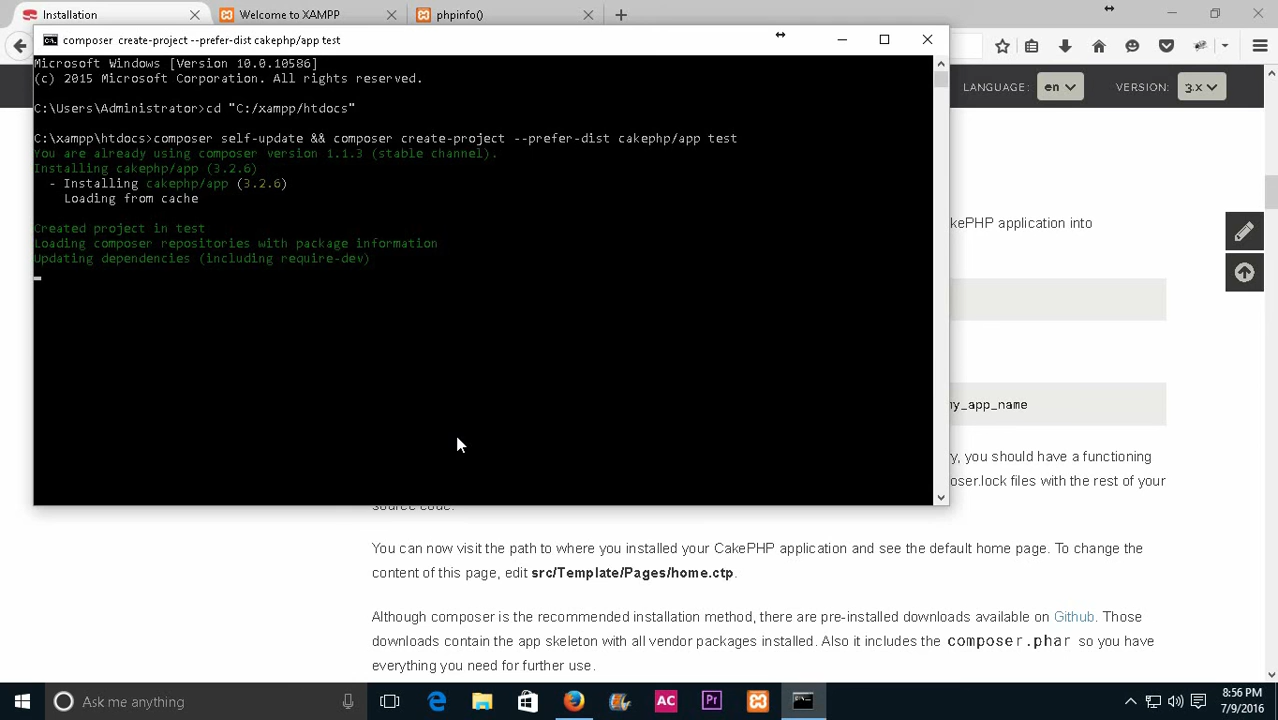 Installation
Welcome to XAMPP
phpinfo()
composer create-project --prefer-dist cakephp/app test
Microsoft Windows [Version 10.0.10586]
(c) 2015 Microsoft Corporation. All rights reserved.
C:\Users\Administrator>cd "C:/xampp/htdocs"
C:\xampp\htdocs>composer self-update && composer create-project --prefer-dist cakephp/app test
You are already using composer version 1.1.3 (stable channel).
Installing cakephp/app (3.2.6)
- Installing cakephp/app (3.2.6)
Loading from cache
Created project in test
Loading composer repositories with package information
Updating dependencies (including require-dev)
LANGUAGE: en
VERSION: 3.x
kePHP application into
my_app_name
ry, you should have a functioning
oser.lock files with the rest of your
source code.
You can now visit the path to where you installed your CakePHP application and see the default home page. To change the
content of this page, edit src/Template/Pages/home.ctp.
Although composer is the recommended installation method, there are pre-installed downloads available on Github. Those
downloads contain the app skeleton with all vendor packages installed. Also it includes the composer.phar so you have
everything you need for further use.
Ask me anything
AC
Pr
8:56 PM
7/9/2016